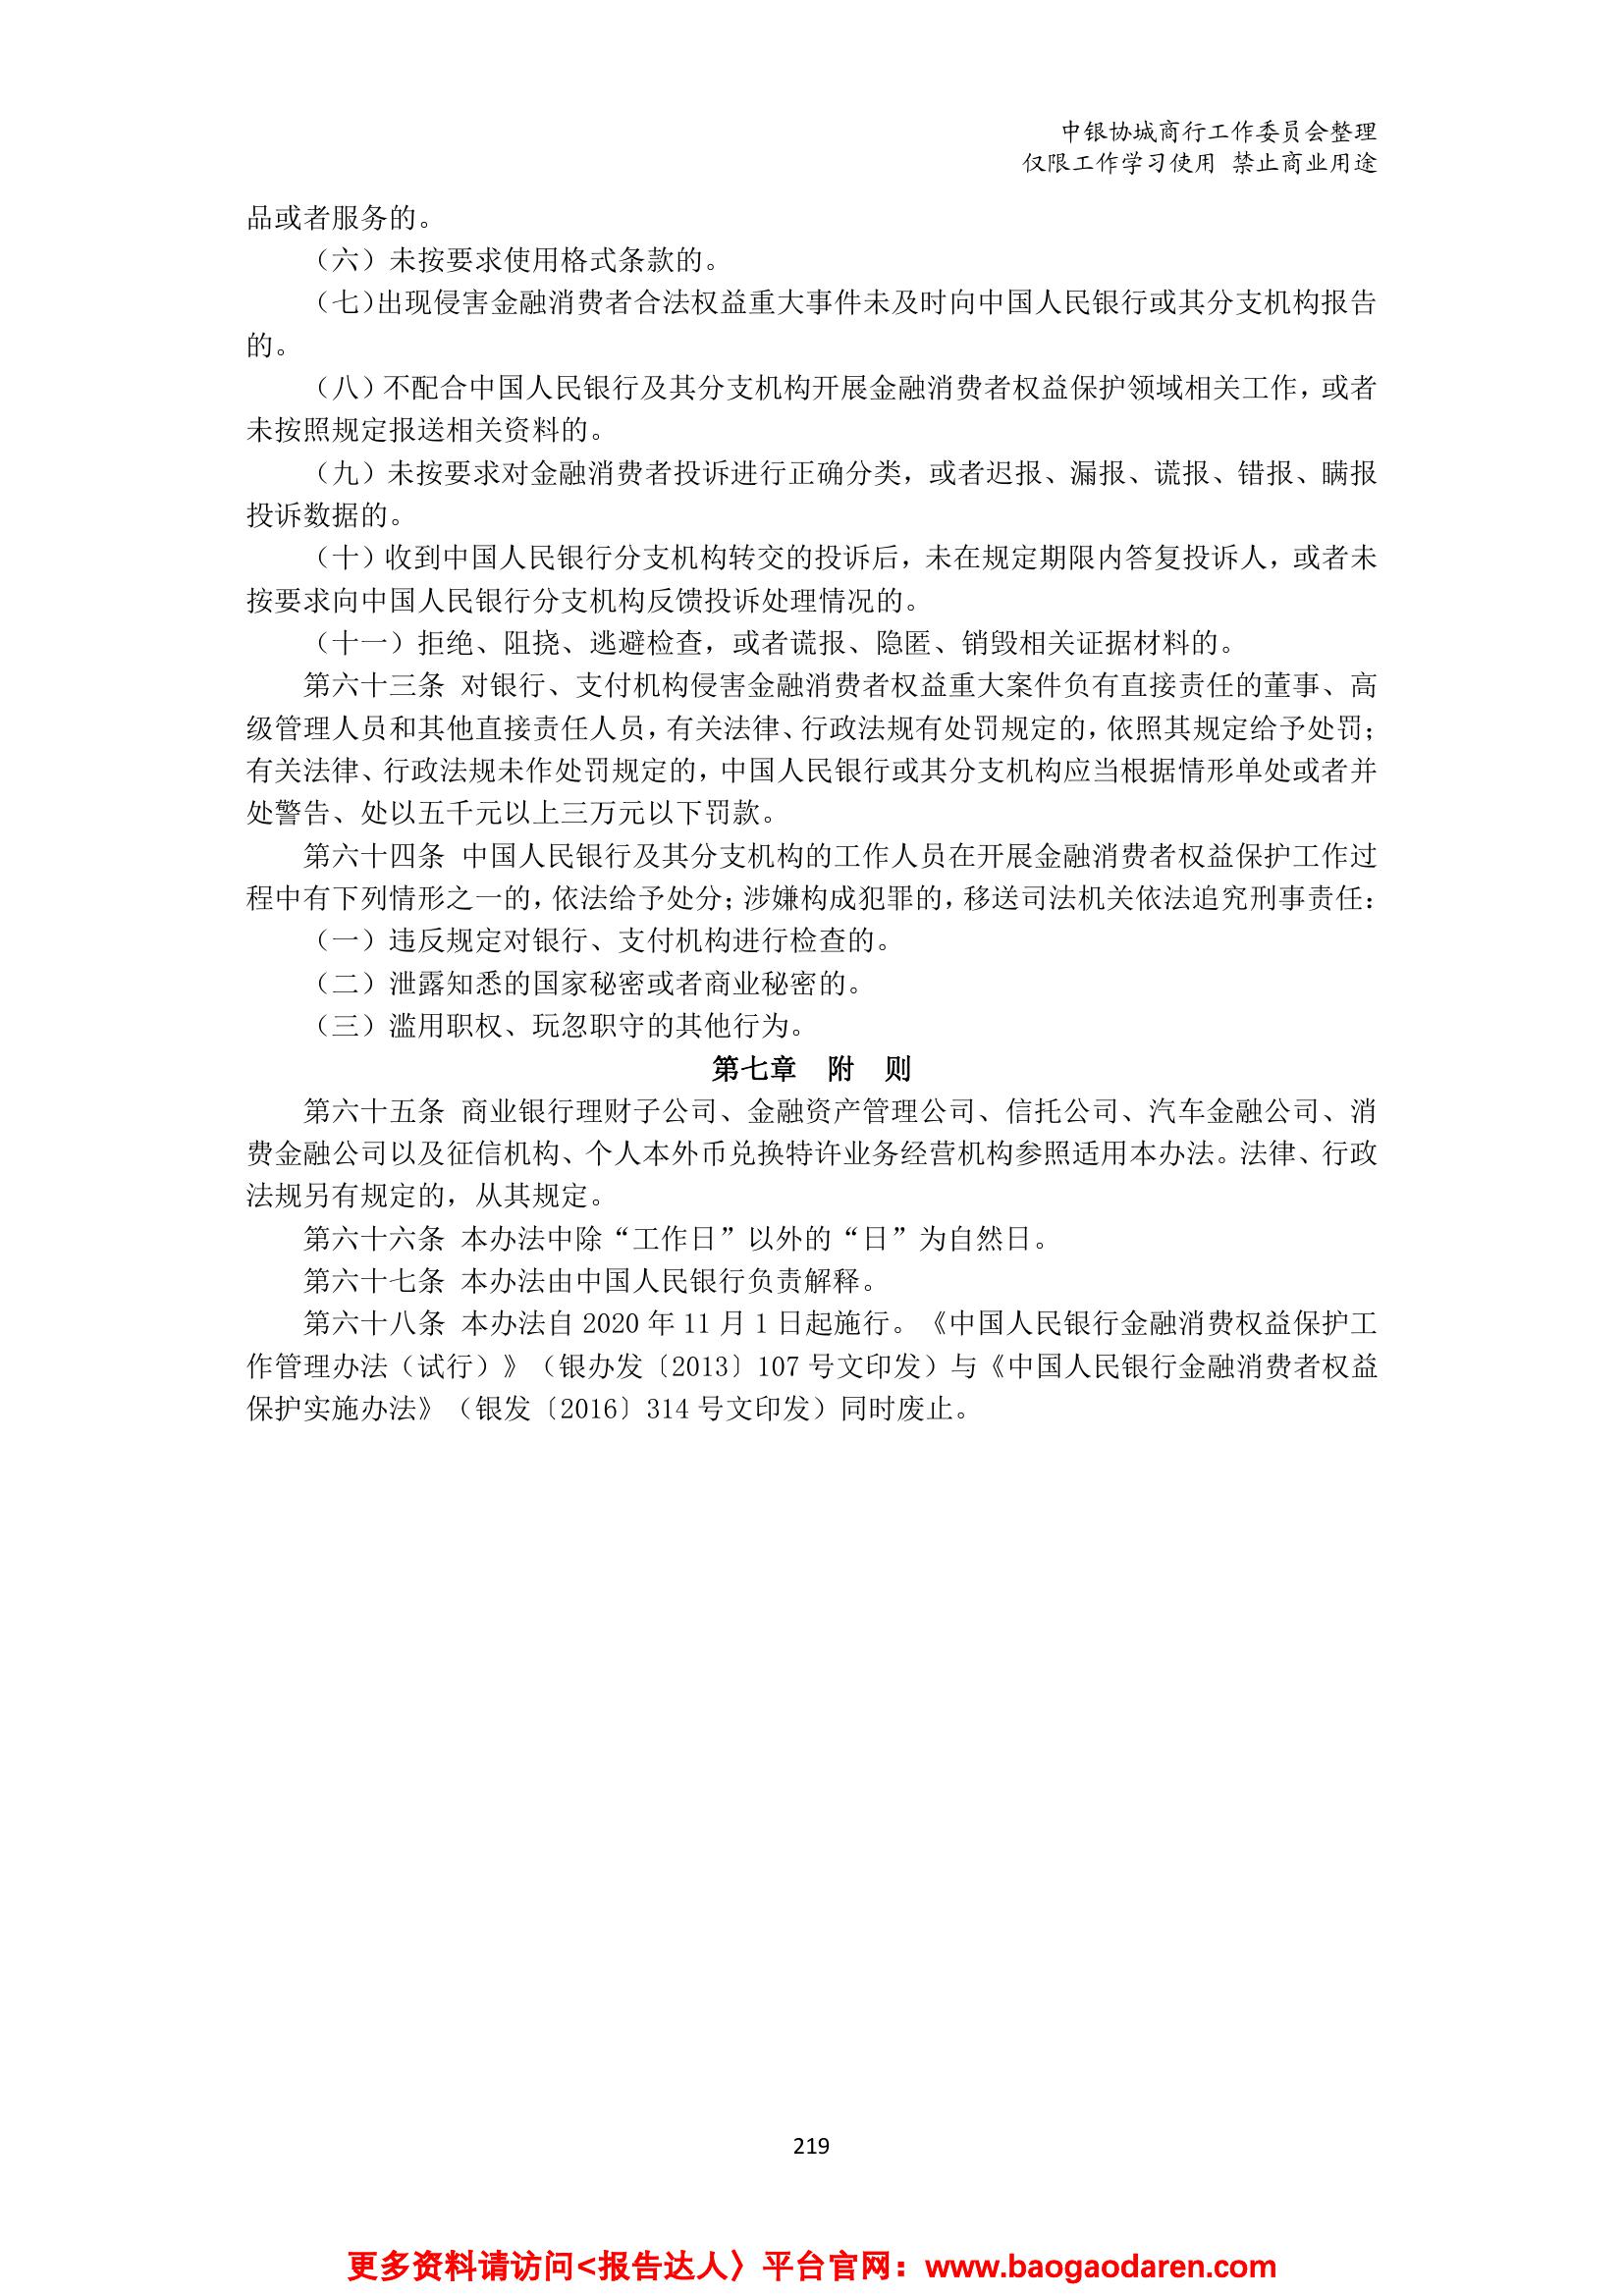 中银协城商行工作委员会整理
仅限工作学习使用 禁止商业用途
品或者服务的。
（六）未按要求使用格式条款的。
（七）出现侵害金融消费者合法权益重大事件未及时向中国人民银行或其分支机构报告
的。
（八）不配合中国人民银行及其分支机构开展金融消费者权益保护领域相关工作，或者
未按照规定报送相关资料的。
（九）未按要求对金融消费者投诉进行正确分类，或者迟报、漏报、谎报、错报、瞒报
投诉数据的。
（十）收到中国人民银行分支机构转交的投诉后，未在规定期限内答复投诉人，或者未
按要求向中国人民银行分支机构反馈投诉处理情况的。
（十一）拒绝、阻挠、逃避检查，或者谎报、隐匿、销毁相关证据材料的。
第六十三条 对银行、支付机构侵害金融消费者权益重大案件负有直接责任的董事、高
级管理人员和其他直接责任人员，有关法律、行政法规有处罚规定的，依照其规定给予处罚；
有关法律、行政法规未作处罚规定的，中国人民银行或其分支机构应当根据情形单处或者并
处警告、处以五千元以上三万元以下罚款。
第六十四条 中国人民银行及其分支机构的工作人员在开展金融消费者权益保护工作过
程中有下列情形之一的，依法给予处分；涉嫌构成犯罪的，移送司法机关依法追究刑事责任：
（一）违反规定对银行、支付机构进行检查的。
（二）泄露知悉的国家秘密或者商业秘密的。
（三）滥用职权、玩忽职守的其他行为。
第七章 附 则
第六十五条 商业银行理财子公司、金融资产管理公司、信托公司、汽车金融公司、消
费金融公司以及征信机构、个人本外币兑换特许业务经营机构参照适用本办法。法律、行政
法规另有规定的，从其规定。
第六十六条 本办法中除“工作日”以外的“日”为自然日。
第六十七条 本办法由中国人民银行负责解释。
第六十八条 本办法自 2020 年 11 月 1 日起施行。《中国人民银行金融消费权益保护工
作管理办法（试行）》（银办发〔2013〕107 号文印发）与《中国人民银行金融消费者权益
保护实施办法》（银发〔2016〕314 号文印发）同时废止。
219
更多资料请访问<报告达人〉平台官网：www.baogaodaren.com